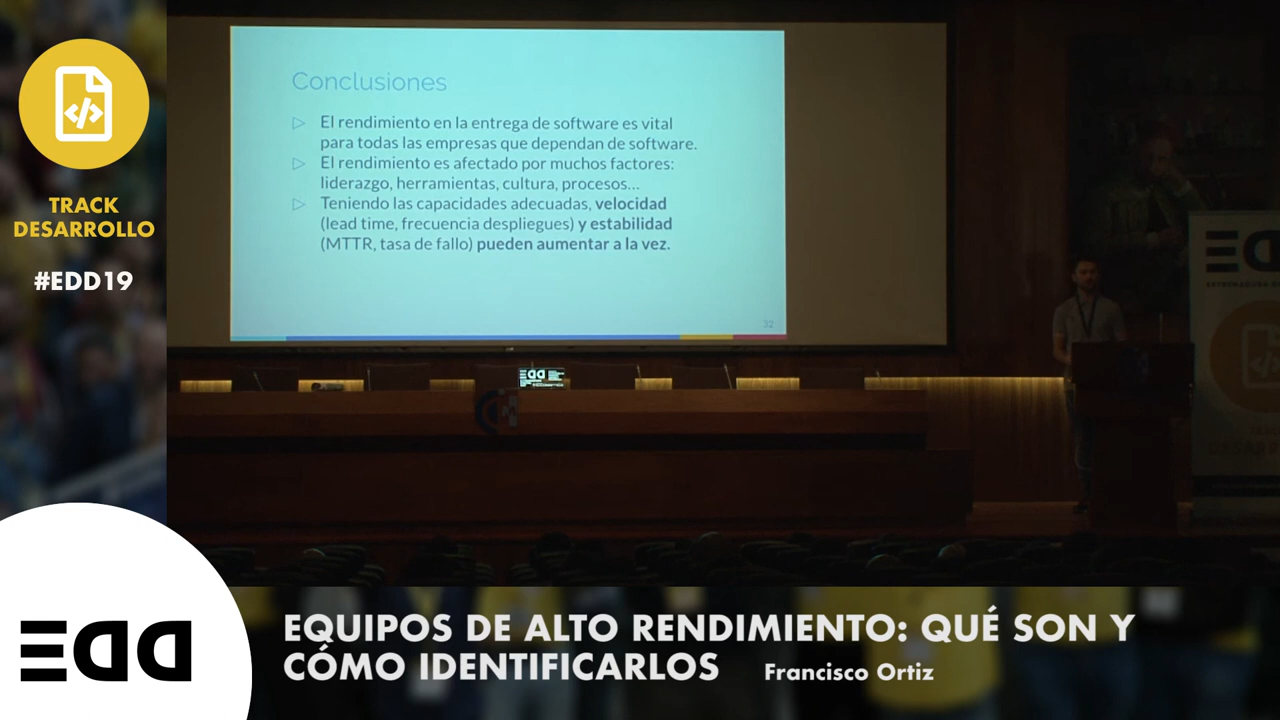 TRACK
DESARROLLO
#EDD19
Conclusiones
▷ El rendimiento en la entrega de software es vital
para todas las empresas que dependan de software.
▷ El rendimiento es afectado por muchos factores:
liderazgo, herramientas, cultura, procesos...
▷ Teniendo las capacidades adecuadas, velocidad
(lead time, frecuencia despliegues) y estabilidad
(MTTR, tasa de fallo) pueden aumentar a la vez.
32
EDD
EDD
EQUIPOS DE ALTO RENDIMIENTO: QUÉ SON Y
CÓMO IDENTIFICARLOS Francisco Ortiz